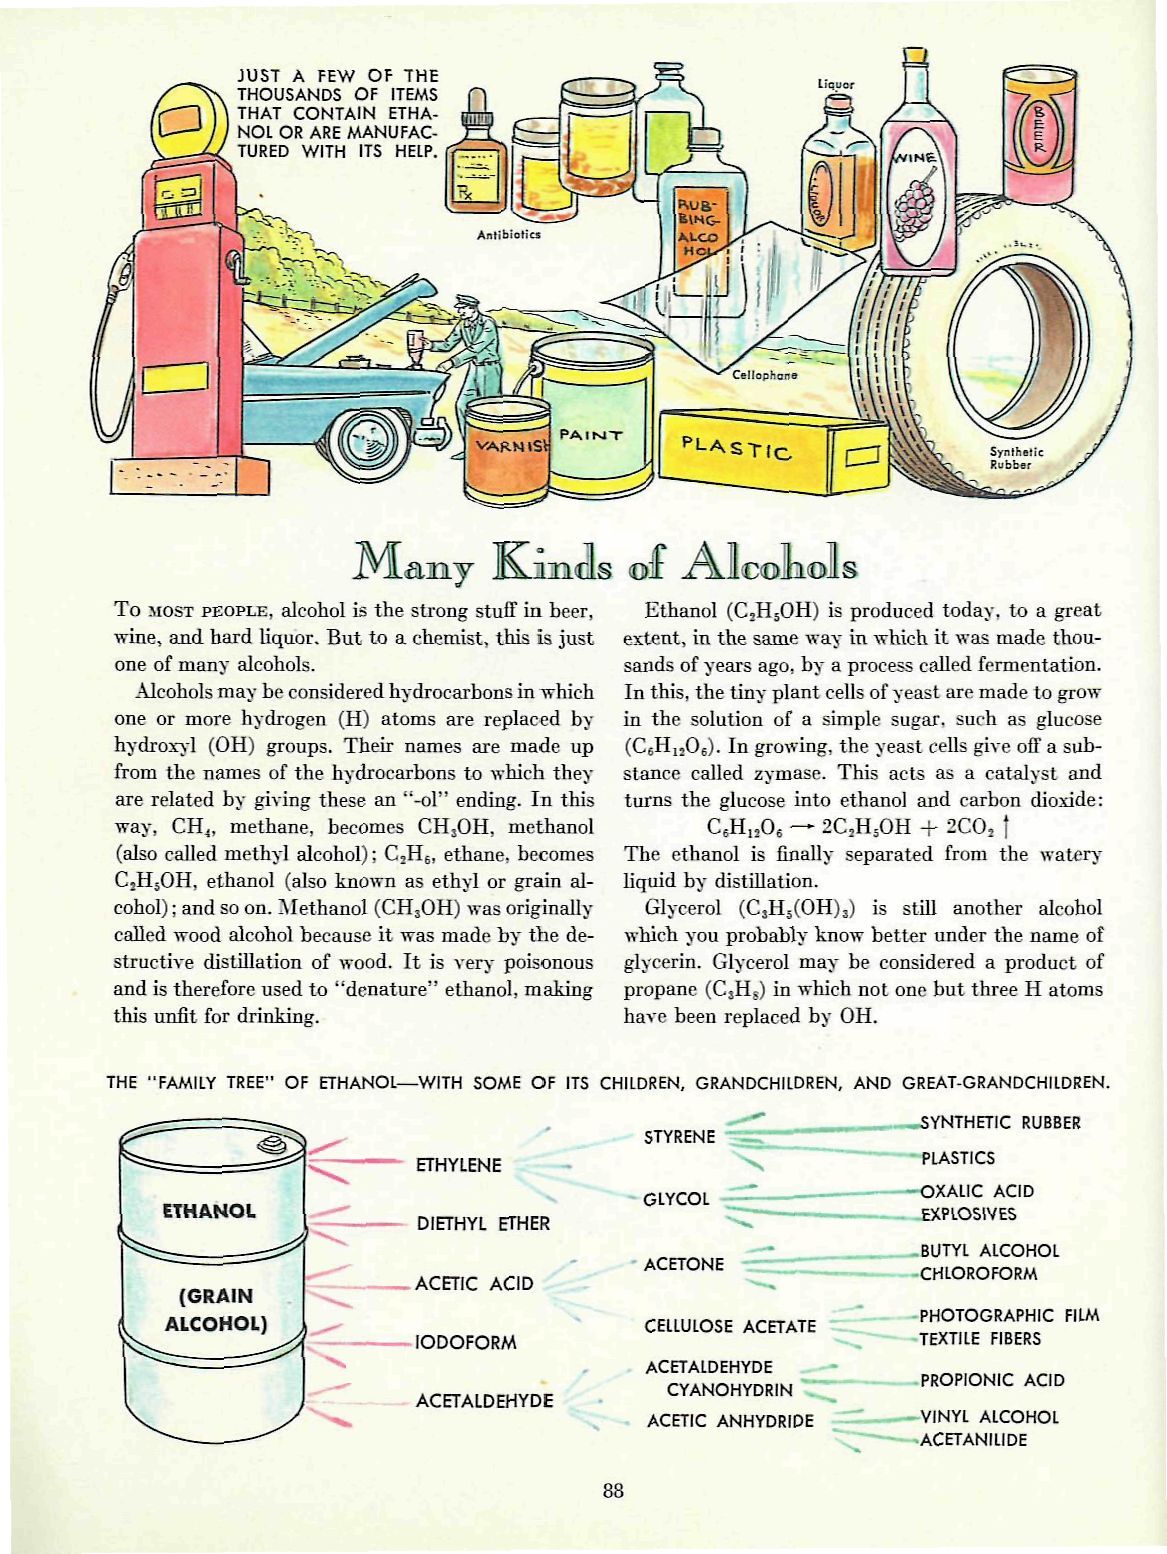 JUST A FEW OF THE
THOUSANDS OF ITEMS
THAT CONTAIN ETHA-
NOL OR ARE MANUFAC-
TURED WITH ITS HELP.
Rx
Antibiotics
RUB-
BING-
ALCO
HOL
Liquor
LIQUOR
WINE
BEER
Cellophane
VARNISH
PAINT
PLASTIC
Synthetic
Rubber
Many Kinds of Alcohols
TO MOST PEOPLE, alcohol is the strong stuff in beer,
wine, and hard liquor. But to a chemist, this is just
one of many alcohols.
Alcohols may be considered hydrocarbons in which
one or more hydrogen (H) atoms are replaced by
hydroxyl (OH) groups. Their names are made up
from the names of the hydrocarbons to which they
are related by giving these an “-ol” ending. In this
way, CH₄, methane, becomes CH₃OH, methanol
(also called methyl alcohol); C₂H₆, ethane, becomes
C₂H₅OH, ethanol (also known as ethyl or grain al-
cohol); and so on. Methanol (CH₃OH) was originally
called wood alcohol because it was made by the de-
structive distillation of wood. It is very poisonous
and is therefore used to “denature” ethanol, making
this unfit for drinking.
Ethanol (C₂H₅OH) is produced today, to a great
extent, in the same way in which it was made thou-
sands of years ago, by a process called fermentation.
In this, the tiny plant cells of yeast are made to grow
in the solution of a simple sugar, such as glucose
(C₆H₁₂O₆). In growing, the yeast cells give off a sub-
stance called zymase. This acts as a catalyst and
turns the glucose into ethanol and carbon dioxide:
C₆H₁₂O₆ → 2C₂H₅OH + 2CO₂ ↑
The ethanol is finally separated from the watery
liquid by distillation.
Glycerol (C₃H₅(OH)₃) is still another alcohol
which you probably know better under the name of
glycerin. Glycerol may be considered a product of
propane (C₃H₈) in which not one but three H atoms
have been replaced by OH.
THE "FAMILY TREE" OF ETHANOL—WITH SOME OF ITS CHILDREN, GRANDCHILDREN, AND GREAT-GRANDCHILDREN.
ETHANOL
(GRAIN
ALCOHOL)
ETHYLENE
DIETHYL ETHER
ACETIC ACID
IODOFORM
ACETALDEHYDE
STYRENE
GLYCOL
ACETONE
CELLULOSE ACETATE
ACETALDEHYDE
CYANOHYDRIN
ACETIC ANHYDRIDE
SYNTHETIC RUBBER
PLASTICS
OXALIC ACID
EXPLOSIVES
BUTYL ALCOHOL
CHLOROFORM
PHOTOGRAPHIC FILM
TEXTILE FIBERS
PROPIONIC ACID
VINYL ALCOHOL
ACETANILIDE
88